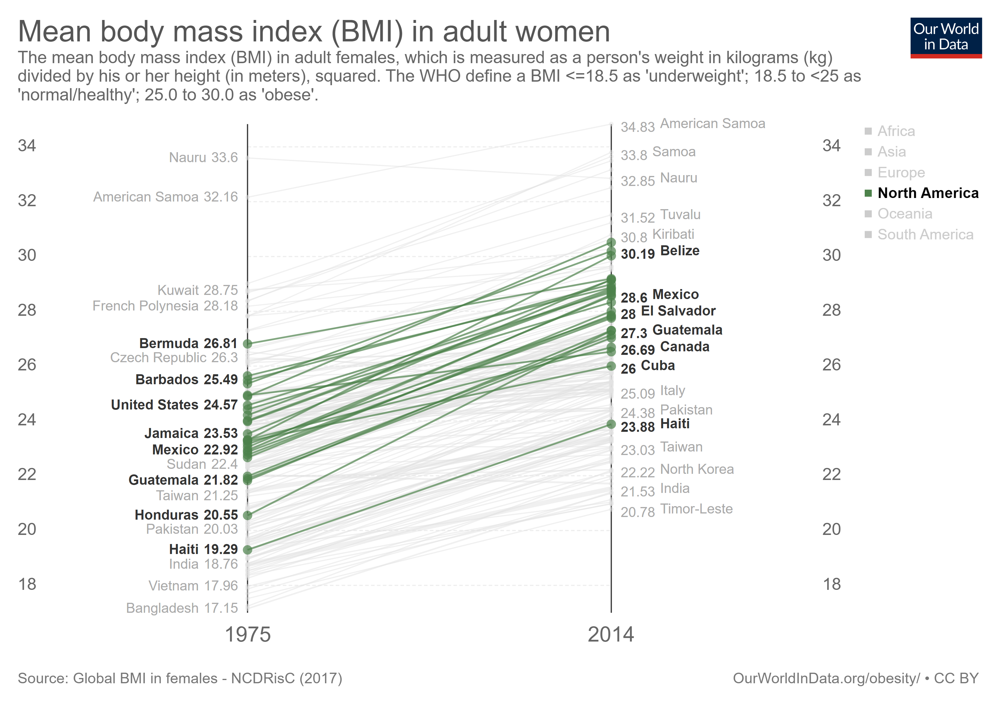 Mean body mass index (BMI) in adult women
Our World
in Data
The mean body mass index (BMI) in adult females, which is measured as a person's weight in kilograms (kg)
divided by his or her height (in meters), squared. The WHO define a BMI <=18.5 as 'underweight'; 18.5 to <25 as
'normal/healthy'; 25.0 to 30.0 as 'obese'.
34
32
30
28
26
24
22
20
18
Nauru 33.6
American Samoa 32.16
Kuwait 28.75
French Polynesia 28.18
Bermuda 26.81
Czech Republic 26.3
Barbados 25.49
United States 24.57
Jamaica 23.53
Mexico 22.92
Sudan 22.4
Guatemala 21.82
Taiwan 21.25
Honduras 20.55
Pakistan 20.03
Haiti 19.29
India 18.76
Vietnam 17.96
Bangladesh 17.15
34.83 American Samoa
33.8 Samoa
32.85 Nauru
31.52 Tuvalu
30.8 Kiribati
30.19 Belize
28.6 Mexico
28 El Salvador
27.3 Guatemala
26.69 Canada
26 Cuba
25.09 Italy
24.38 Pakistan
23.88 Haiti
23.03 Taiwan
22.22 North Korea
21.53 India
20.78 Timor-Leste
34
32
30
28
26
24
22
20
18
Africa
Asia
Europe
North America
Oceania
South America
1975
2014
Source: Global BMI in females - NCDRisC (2017)
OurWorldInData.org/obesity/ • CC BY